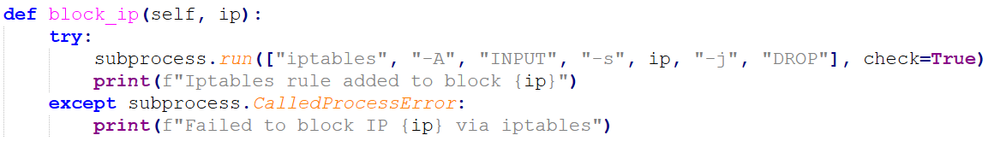 def block_ip(self, ip):
    try:
        subprocess.run(["iptables", "-A", "INPUT", "-s", ip, "-j", "DROP"], check=True)
        print(f"Iptables rule added to block {ip}")
    except subprocess.CalledProcessError:
        print(f"Failed to block IP {ip} via iptables")